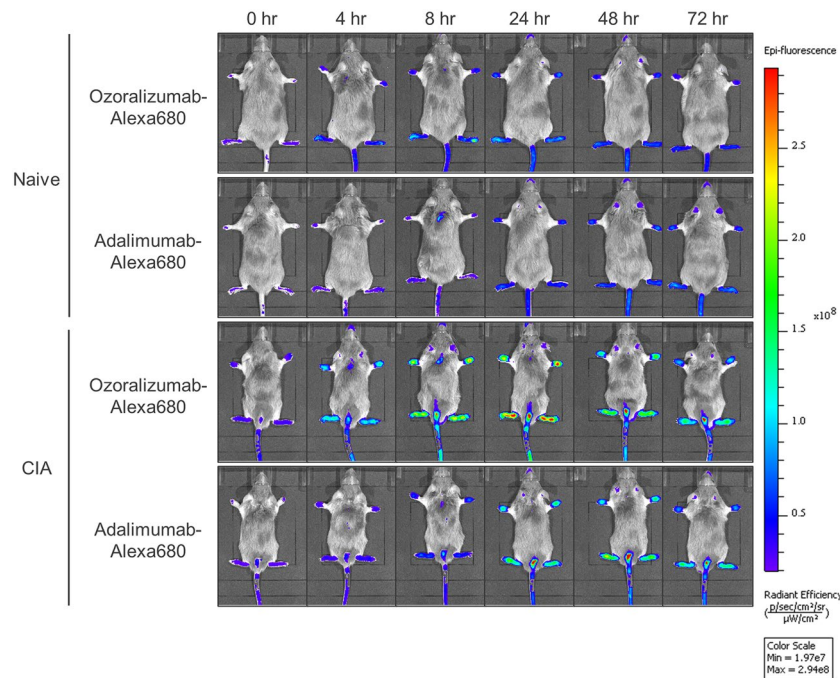 0 hr 4 hr 8 hr 24 hr 48 hr 72 hr
Naive
Ozoralizumab-
Alexa680
Adalimumab-
Alexa680
CIA
Ozoralizumab-
Alexa680
Adalimumab-
Alexa680
Epi-fluorescence
2.5
2.0
x10⁸
1.5
1.0
0.5
Radiant Efficiency
(p/sec/cm²/sr
µW/cm²)
Color Scale
Min = 1.97e7
Max = 2.94e8